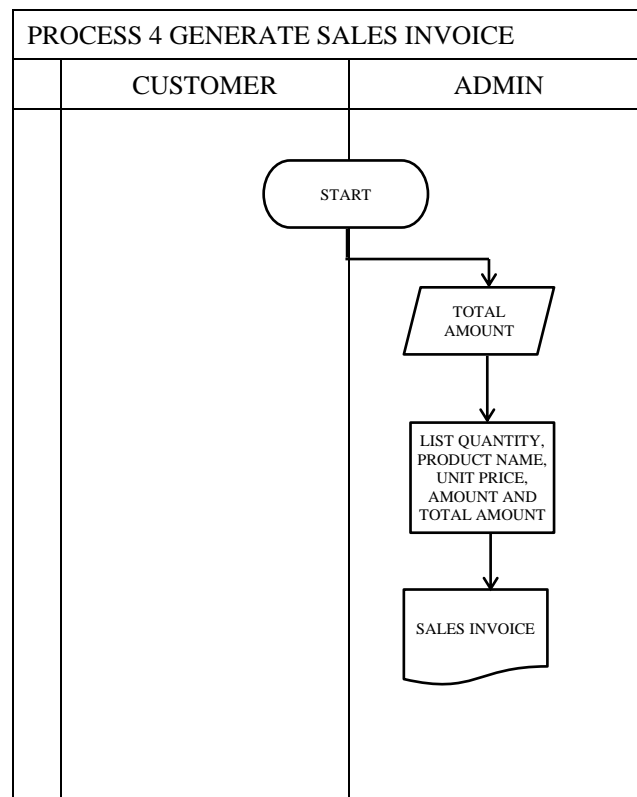 PROCESS 4 GENERATE SALES INVOICE
CUSTOMER
ADMIN
START
TOTAL
AMOUNT
LIST QUANTITY,
PRODUCT NAME,
UNIT PRICE,
AMOUNT AND
TOTAL AMOUNT
SALES INVOICE